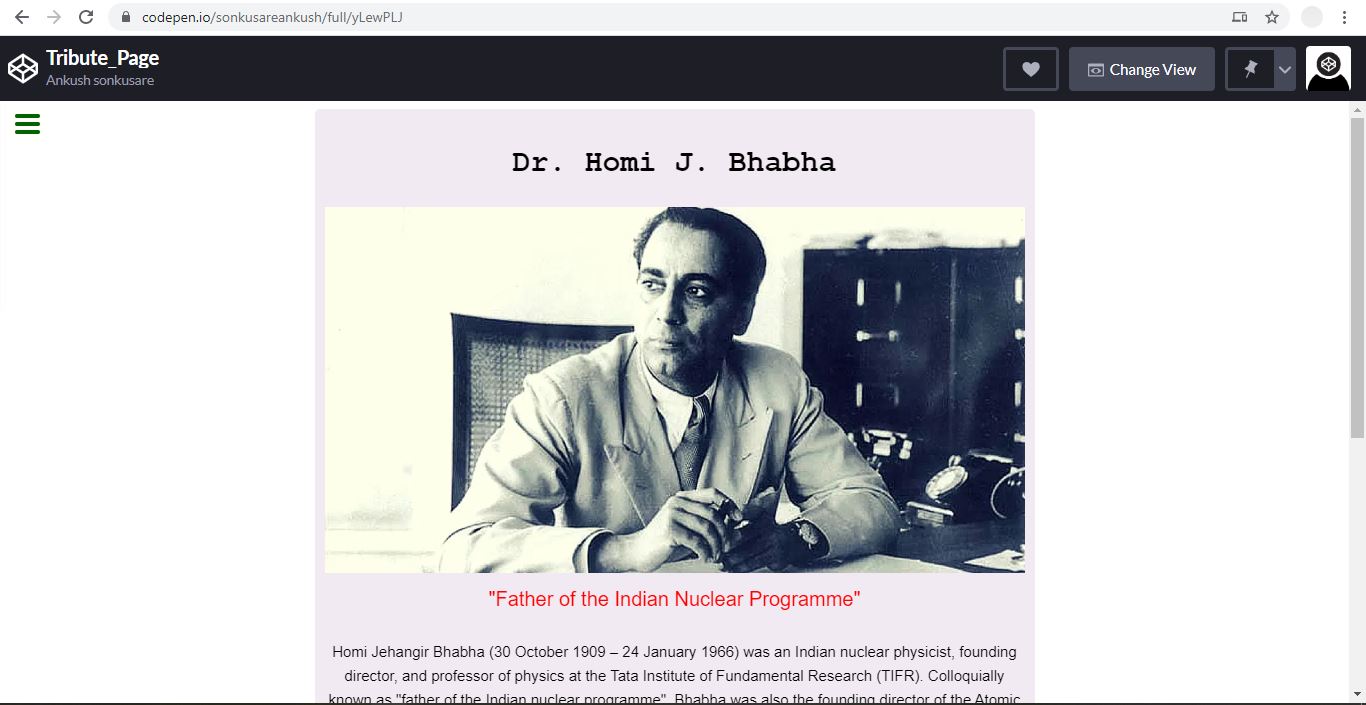 codepen.io/sonkusareankush/full/yLewPLJ
Tribute_Page
Ankush sonkusare
Change View
Dr. Homi J. Bhabha
"Father of the Indian Nuclear Programme"
Homi Jehangir Bhabha (30 October 1909 – 24 January 1966) was an Indian nuclear physicist, founding
director, and professor of physics at the Tata Institute of Fundamental Research (TIFR). Colloquially
known as "father of the Indian nuclear programme", Bhabha was also the founding director of the Atomic